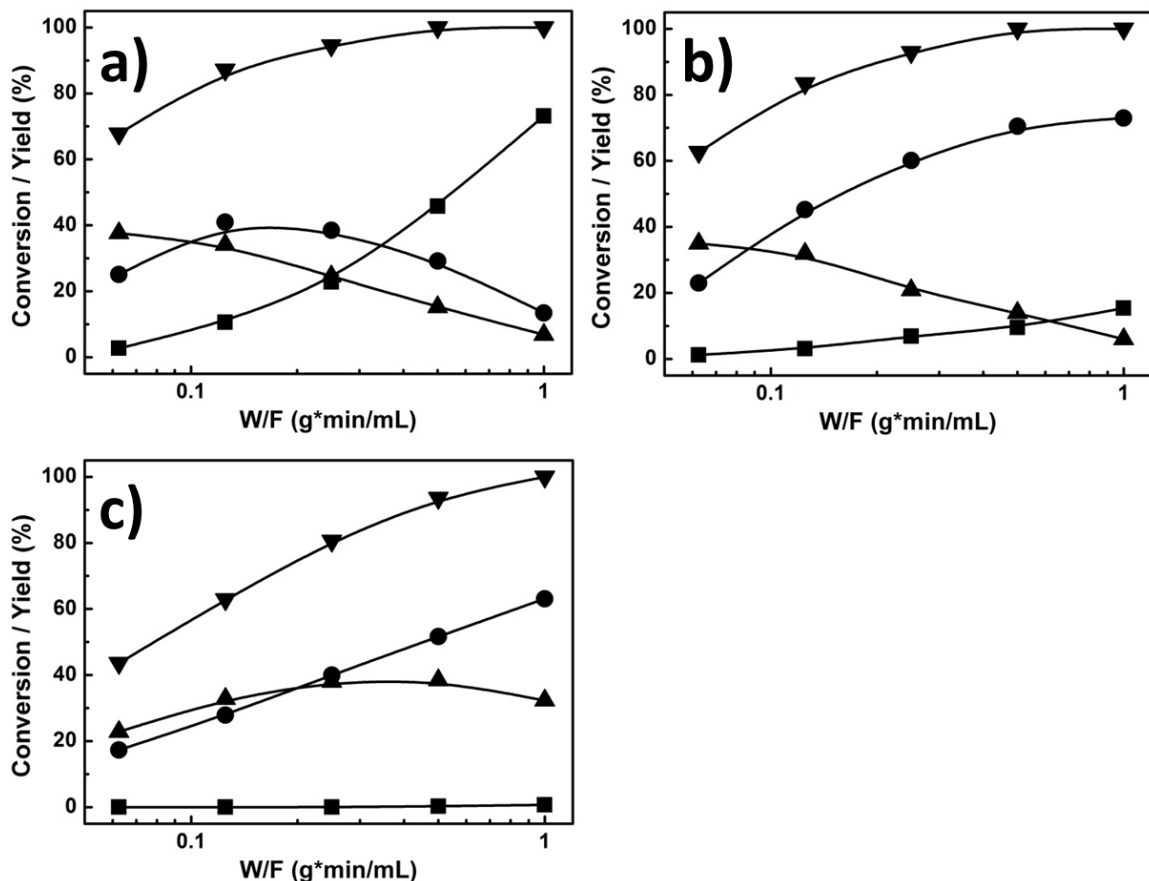 a)
Conversion / Yield (%)
100
80
60
40
20
0
0.1
1
W/F (g*min/mL)
b)
Conversion / Yield (%)
100
80
60
40
20
0
0.1
1
W/F (g*min/mL)
c)
Conversion / Yield (%)
100
80
60
40
20
0
0.1
1
W/F (g*min/mL)